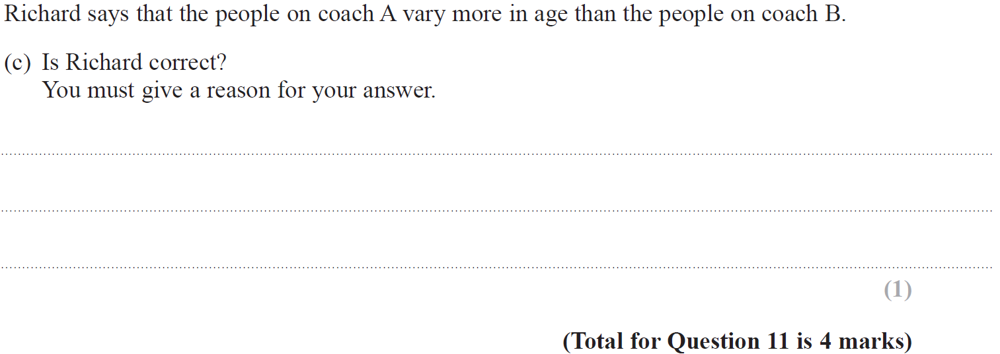 Richard says that the people on coach A vary more in age than the people on coach B.
(c) Is Richard correct?
You must give a reason for your answer.
(1)
(Total for Question 11 is 4 marks)